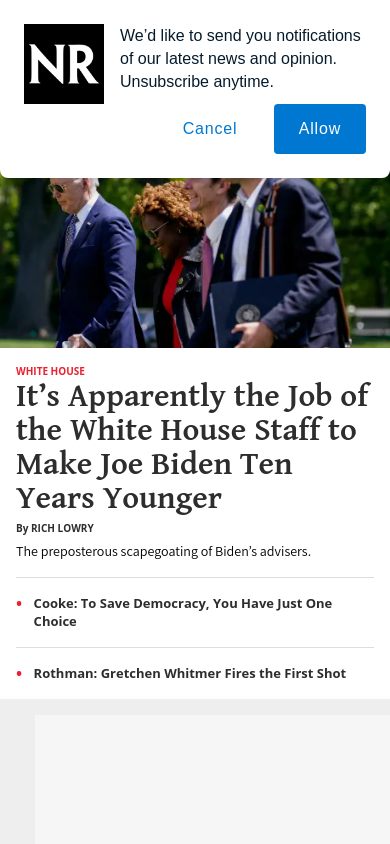 NR
We’d like to send you notifications
of our latest news and opinion.
Unsubscribe anytime.
Cancel
Allow
WHITE HOUSE
It’s Apparently the Job of
the White House Staff to
Make Joe Biden Ten
Years Younger
By RICH LOWRY
The preposterous scapegoating of Biden’s advisers.
• Cooke: To Save Democracy, You Have Just One
Choice
• Rothman: Gretchen Whitmer Fires the First Shot